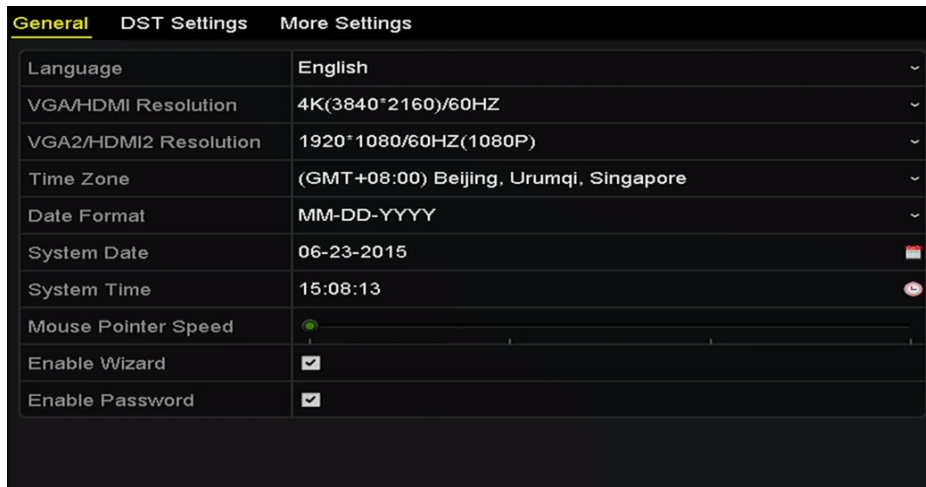 General DST Settings More Settings
Language English
VGA/HDMI Resolution 4K(3840*2160)/60HZ
VGA2/HDMI2 Resolution 1920*1080/60HZ(1080P)
Time Zone (GMT+08:00) Beijing, Urumqi, Singapore
Date Format MM-DD-YYYY
System Date 06-23-2015
System Time 15:08:13
Mouse Pointer Speed
Enable Wizard
Enable Password